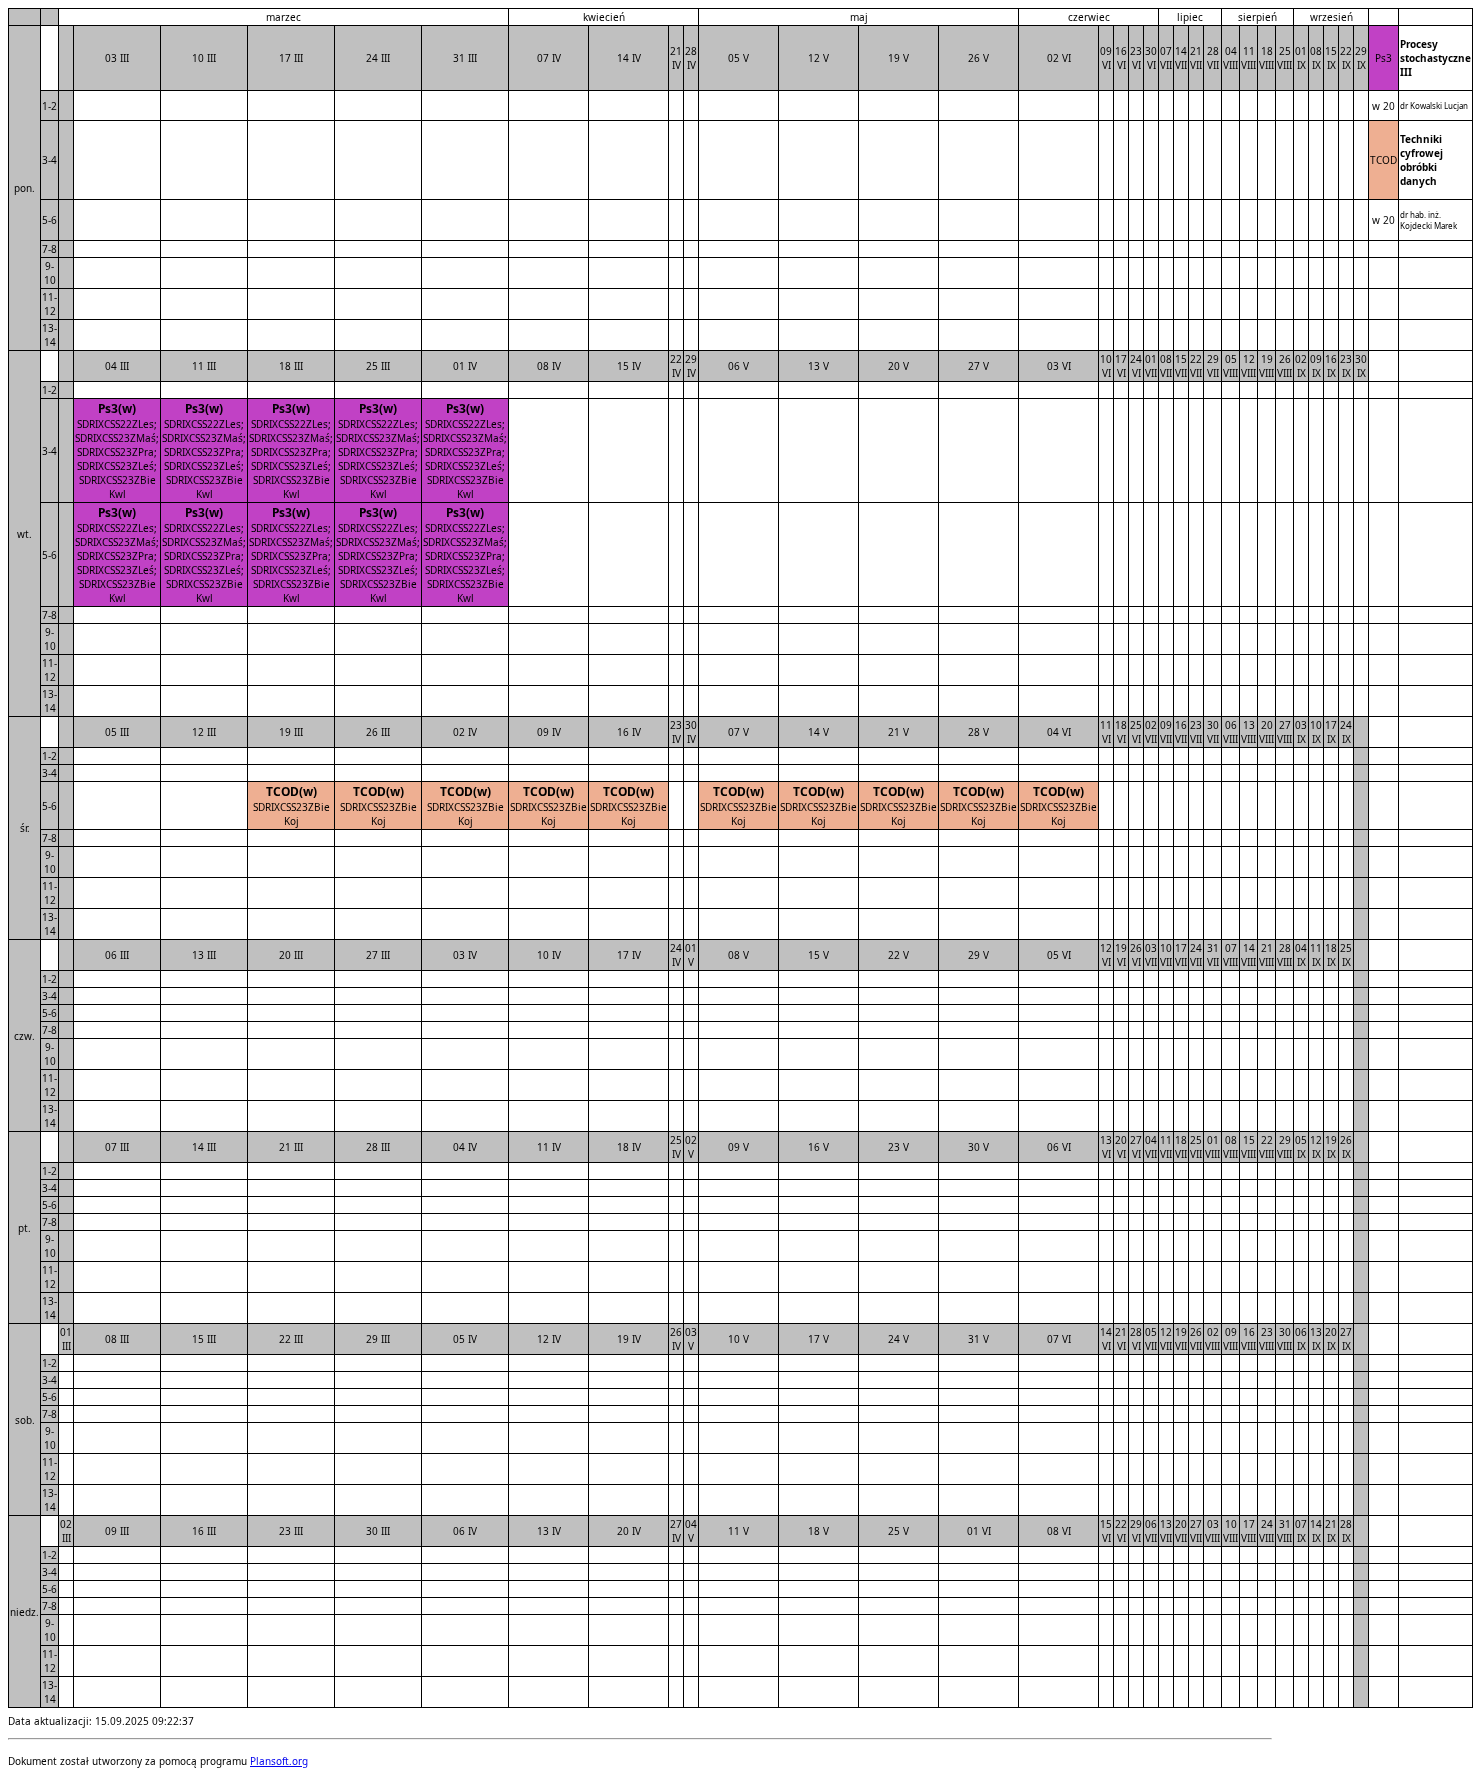 marzec kwiecień maj czerwiec lipiec sierpień wrzesień
pon. 03 III 10 III 17 III 24 III 31 III 07 IV 14 IV 21 IV 28 IV 05 V 12 V 19 V 26 V 02 VI 09 VI 16 VI 23 VI 30 VI 07 VII 14 VII 21 VII 28 VII 04 VIII 11 VIII 18 VIII 25 VIII 01 IX 08 IX 15 IX 22 IX 29 IX Ps3 Procesy stochastyczne III
1-2 w 20 dr Kowalski Lucjan
3-4 TCOD Techniki cyfrowej obróbki danych
5-6 w 20 dr hab. inż. Kojdecki Marek
7-8
9-10
11-12
13-14
wt. 04 III 11 III 18 III 25 III 01 IV 08 IV 15 IV 22 IV 29 IV 06 V 13 V 20 V 27 V 03 VI 10 VI 17 VI 24 VI 01 VII 08 VII 15 VII 22 VII 29 VII 05 VIII 12 VIII 19 VIII 26 VIII 02 IX 09 IX 16 IX 23 IX 30 IX
1-2
3-4
Ps3(w) Ps3(w) Ps3(w) Ps3(w) Ps3(w)
SDRIXCSS22ZLes; SDRIXCSS22ZLes; SDRIXCSS22ZLes; SDRIXCSS22ZLes; SDRIXCSS22ZLes;
SDRIXCSS23ZMaś; SDRIXCSS23ZMaś; SDRIXCSS23ZMaś; SDRIXCSS23ZMaś; SDRIXCSS23ZMaś;
SDRIXCSS23ZPra; SDRIXCSS23ZPra; SDRIXCSS23ZPra; SDRIXCSS23ZPra; SDRIXCSS23ZPra;
SDRIXCSS23ZLeś; SDRIXCSS23ZLeś; SDRIXCSS23ZLeś; SDRIXCSS23ZLeś; SDRIXCSS23ZLeś;
SDRIXCSS23ZBie SDRIXCSS23ZBie SDRIXCSS23ZBie SDRIXCSS23ZBie SDRIXCSS23ZBie
Kwl Kwl Kwl Kwl Kwl
5-6
Ps3(w) Ps3(w) Ps3(w) Ps3(w) Ps3(w)
SDRIXCSS22ZLes; SDRIXCSS22ZLes; SDRIXCSS22ZLes; SDRIXCSS22ZLes; SDRIXCSS22ZLes;
SDRIXCSS23ZMaś; SDRIXCSS23ZMaś; SDRIXCSS23ZMaś; SDRIXCSS23ZMaś; SDRIXCSS23ZMaś;
SDRIXCSS23ZPra; SDRIXCSS23ZPra; SDRIXCSS23ZPra; SDRIXCSS23ZPra; SDRIXCSS23ZPra;
SDRIXCSS23ZLeś; SDRIXCSS23ZLeś; SDRIXCSS23ZLeś; SDRIXCSS23ZLeś; SDRIXCSS23ZLeś;
SDRIXCSS23ZBie SDRIXCSS23ZBie SDRIXCSS23ZBie SDRIXCSS23ZBie SDRIXCSS23ZBie
Kwl Kwl Kwl Kwl Kwl
7-8
9-10
11-12
13-14
śr. 05 III 12 III 19 III 26 III 02 IV 09 IV 16 IV 23 IV 30 IV 07 V 14 V 21 V 28 V 04 VI 11 VI 18 VI 25 VI 02 VII 09 VII 16 VII 23 VII 30 VII 06 VIII 13 VIII 20 VIII 27 VIII 03 IX 10 IX 17 IX 24 IX
1-2
3-4
5-6
TCOD(w) TCOD(w) TCOD(w) TCOD(w) TCOD(w) TCOD(w) TCOD(w) TCOD(w) TCOD(w) TCOD(w)
SDRIXCSS23ZBie SDRIXCSS23ZBie SDRIXCSS23ZBie SDRIXCSS23ZBie SDRIXCSS23ZBie SDRIXCSS23ZBie SDRIXCSS23ZBie SDRIXCSS23ZBie SDRIXCSS23ZBie SDRIXCSS23ZBie
Koj Koj Koj Koj Koj Koj Koj Koj Koj Koj
7-8
9-10
11-12
13-14
czw. 06 III 13 III 20 III 27 III 03 IV 10 IV 17 IV 24 IV 01 V 08 V 15 V 22 V 29 V 05 VI 12 VI 19 VI 26 VI 03 VII 10 VII 17 VII 24 VII 31 VII 07 VIII 14 VIII 21 VIII 28 VIII 04 IX 11 IX 18 IX 25 IX
1-2
3-4
5-6
7-8
9-10
11-12
13-14
pt. 07 III 14 III 21 III 28 III 04 IV 11 IV 18 IV 25 IV 02 V 09 V 16 V 23 V 30 V 06 VI 13 VI 20 VI 27 VI 04 VII 11 VII 18 VII 25 VII 01 VIII 08 VIII 15 VIII 22 VIII 29 VIII 05 IX 12 IX 19 IX 26 IX
1-2
3-4
5-6
7-8
9-10
11-12
13-14
sob. 01 III 08 III 15 III 22 III 29 III 05 IV 12 IV 19 IV 26 IV 03 V 10 V 17 V 24 V 31 V 07 VI 14 VI 21 VI 28 VI 05 VII 12 VII 19 VII 26 VII 02 VIII 09 VIII 16 VIII 23 VIII 30 VIII 06 IX 13 IX 20 IX 27 IX
1-2
3-4
5-6
7-8
9-10
11-12
13-14
niedz. 02 III 09 III 16 III 23 III 30 III 06 IV 13 IV 20 IV 27 IV 04 V 11 V 18 V 25 V 01 VI 08 VI 15 VI 22 VI 29 VI 06 VII 13 VII 20 VII 27 VII 03 VIII 10 VIII 17 VIII 24 VIII 31 VIII 07 IX 14 IX 21 IX 28 IX
1-2
3-4
5-6
7-8
9-10
11-12
13-14
Data aktualizacji: 15.09.2025 09:22:37
Dokument został utworzony za pomocą programu Plansoft.org